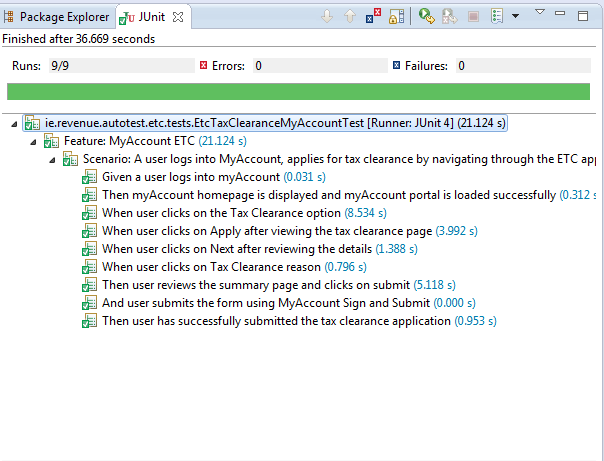 Package Explorer JUnit
Finished after 36.669 seconds
Runs: 9/9 Errors: 0 Failures: 0
ie.revenue.autotest.etc.tests.EtcTaxClearanceMyAccountTest [Runner: JUnit 4] (21.124 s)
Feature: MyAccount ETC (21.124 s)
Scenario: A user logs into MyAccount, applies for tax clearance by navigating through the ETC app
Given a user logs into myAccount (0.031 s)
Then myAccount homepage is displayed and myAccount portal is loaded successfully (0.312 s
When user clicks on the Tax Clearance option (8.534 s)
When user clicks on Apply after viewing the tax clearance page (3.992 s)
When user clicks on Next after reviewing the details (1.388 s)
When user clicks on Tax Clearance reason (0.796 s)
Then user reviews the summary page and clicks on submit (5.118 s)
And user submits the form using MyAccount Sign and Submit (0.000 s)
Then user has successfully submitted the tax clearance application (0.953 s)